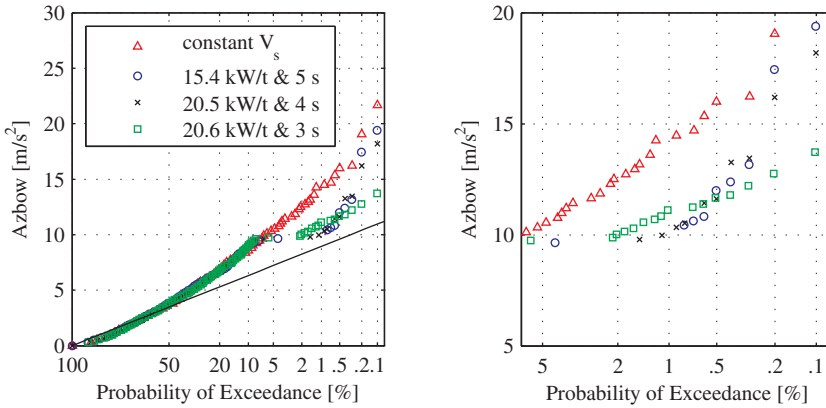 30
25
20
15
10
5
0
Azbow [m/s²]
constant V_s
15.4 kW/t & 5 s
20.5 kW/t & 4 s
20.6 kW/t & 3 s
100 50 20 10 5 2 1 .5 .2 .1
Probability of Exceedance [%]
20
15
10
5
Azbow [m/s²]
5 2 1 .5 .2 .1
Probability of Exceedance [%]